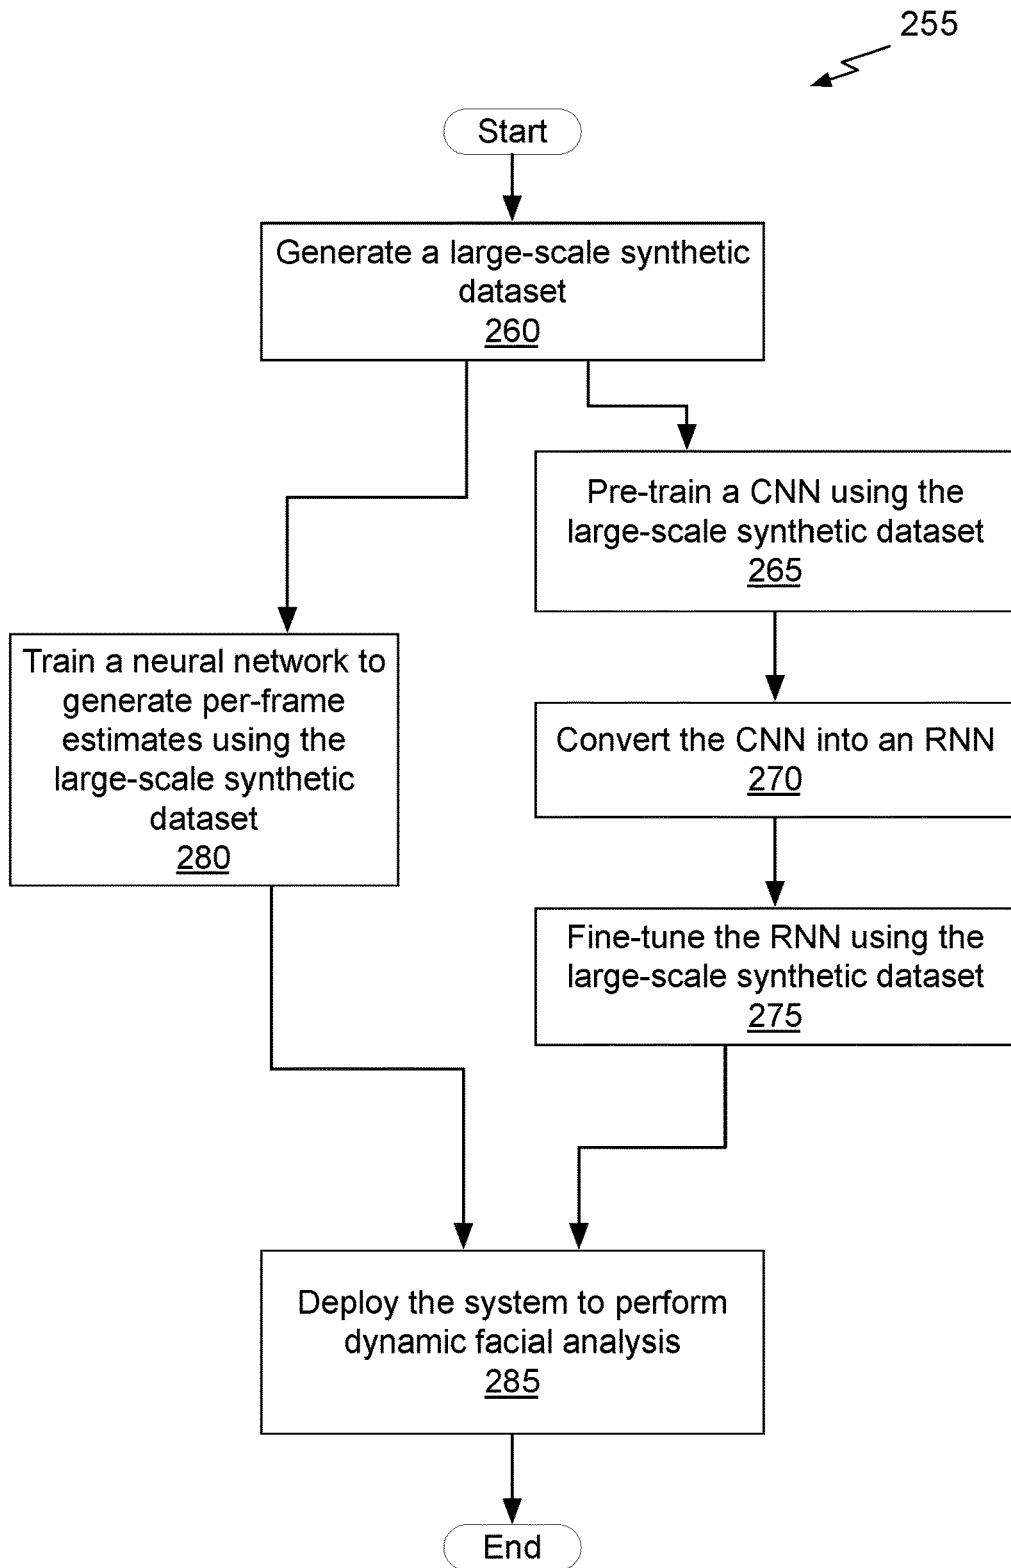 255
Start
Generate a large-scale synthetic
dataset
260
Pre-train a CNN using the
large-scale synthetic dataset
265
Train a neural network to
generate per-frame
estimates using the
large-scale synthetic
dataset
280
Convert the CNN into an RNN
270
Fine-tune the RNN using the
large-scale synthetic dataset
275
Deploy the system to perform
dynamic facial analysis
285
End